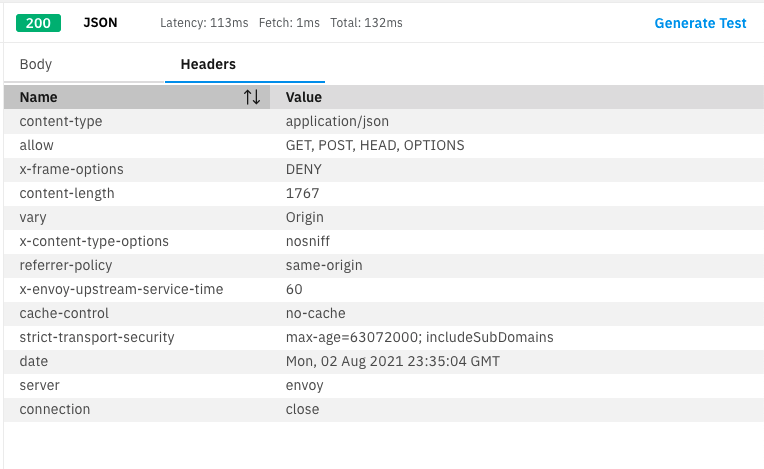 200 JSON Latency: 113ms Fetch: 1ms Total: 132ms Generate Test
Body Headers
Name Value
content-type application/json
allow GET, POST, HEAD, OPTIONS
x-frame-options DENY
content-length 1767
vary Origin
x-content-type-options nosniff
referrer-policy same-origin
x-envoy-upstream-service-time 60
cache-control no-cache
strict-transport-security max-age=63072000; includeSubDomains
date Mon, 02 Aug 2021 23:35:04 GMT
server envoy
connection close